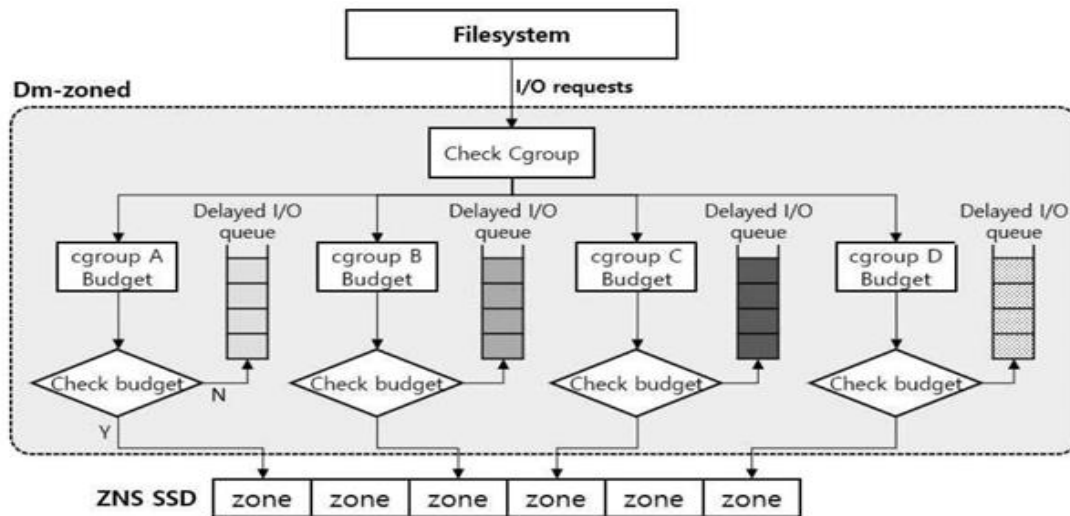 Filesystem
Dm-zoned
I/O requests
Check Cgroup
Delayed I/O
queue
Delayed I/O
queue
Delayed I/O
queue
Delayed I/O
queue
cgroup A
Budget
cgroup B
Budget
cgroup C
Budget
cgroup D
Budget
Check budget
Check budget
Check budget
Check budget
N
Y
ZNS SSD
zone
zone
zone
zone
zone
zone